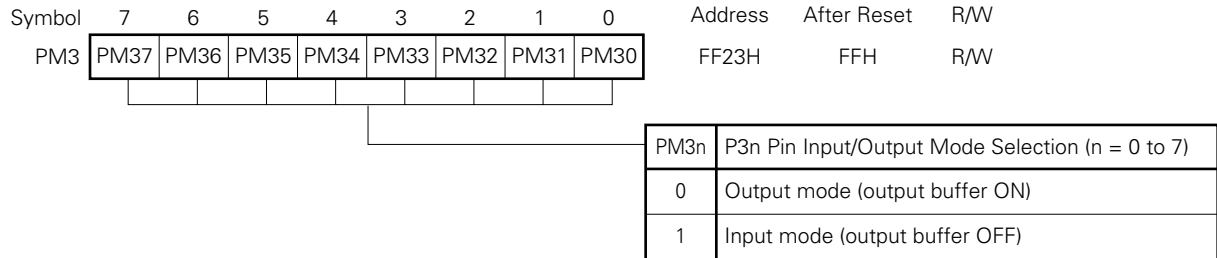 Symbol 7 6 5 4 3 2 1 0 Address After Reset R/W
PM3 PM37 PM36 PM35 PM34 PM33 PM32 PM31 PM30 FF23H FFH R/W
PM3n P3n Pin Input/Output Mode Selection (n = 0 to 7)
0 Output mode (output buffer ON)
1 Input mode (output buffer OFF)